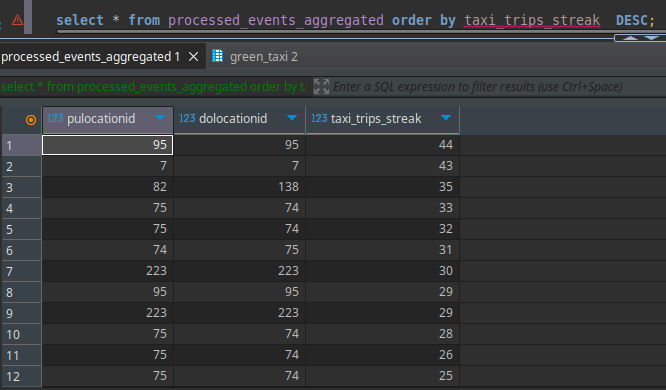 select * from processed_events_aggregated order by taxi_trips_streak DESC;
processed_events_aggregated 1 green_taxi 2
select * from processed_events_aggregated order by t Enter a SQL expression to filter results (use Ctrl+Space)
123 pulocationid 123 dolocationid 123 taxi_trips_streak
1 95 95 44
2 7 7 43
3 82 138 35
4 75 74 33
5 75 74 32
6 74 75 31
7 223 223 30
8 95 95 29
9 223 223 29
10 75 74 28
11 75 74 26
12 75 74 25